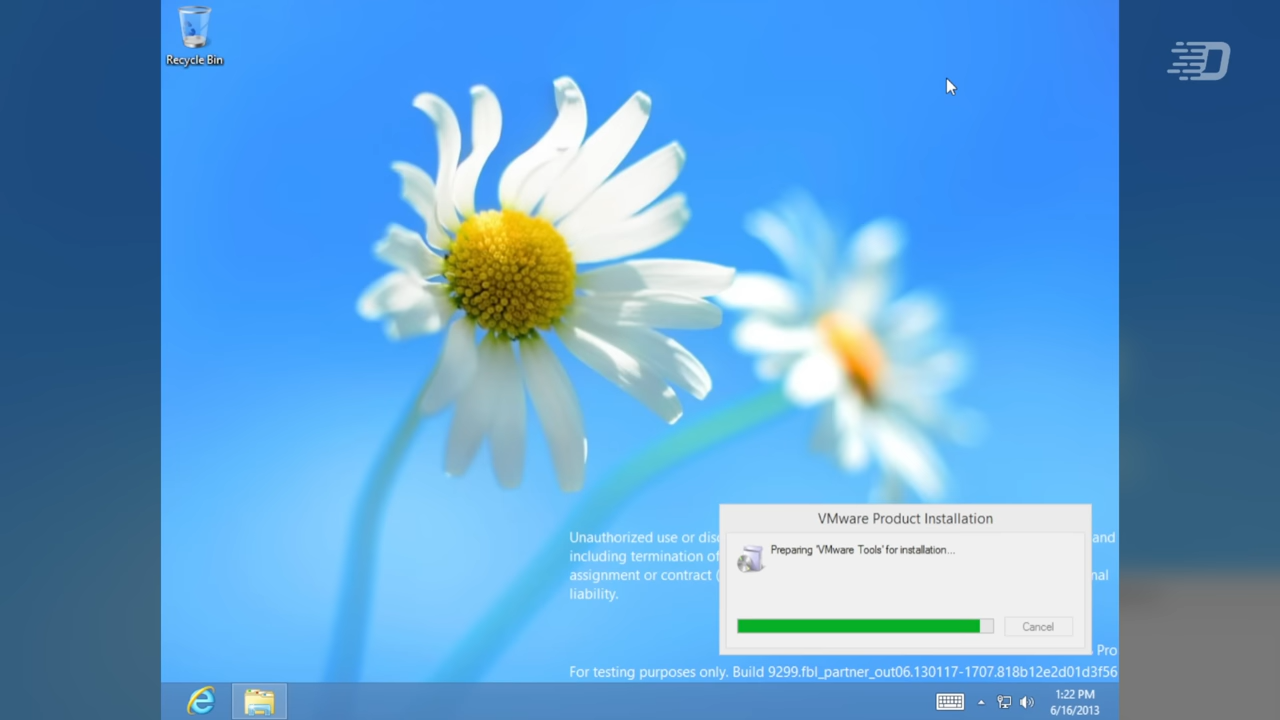 Recycle Bin
VMware Product Installation
Preparing 'VMware Tools' for installation...
Cancel
Unauthorized use or and
including termination of
assignment or contract ( nal
liability.
Pro
For testing purposes only. Build 9299.fbl_partner_out06.130117-1707.818b12e2d01d3f56
1:22 PM
6/16/2013